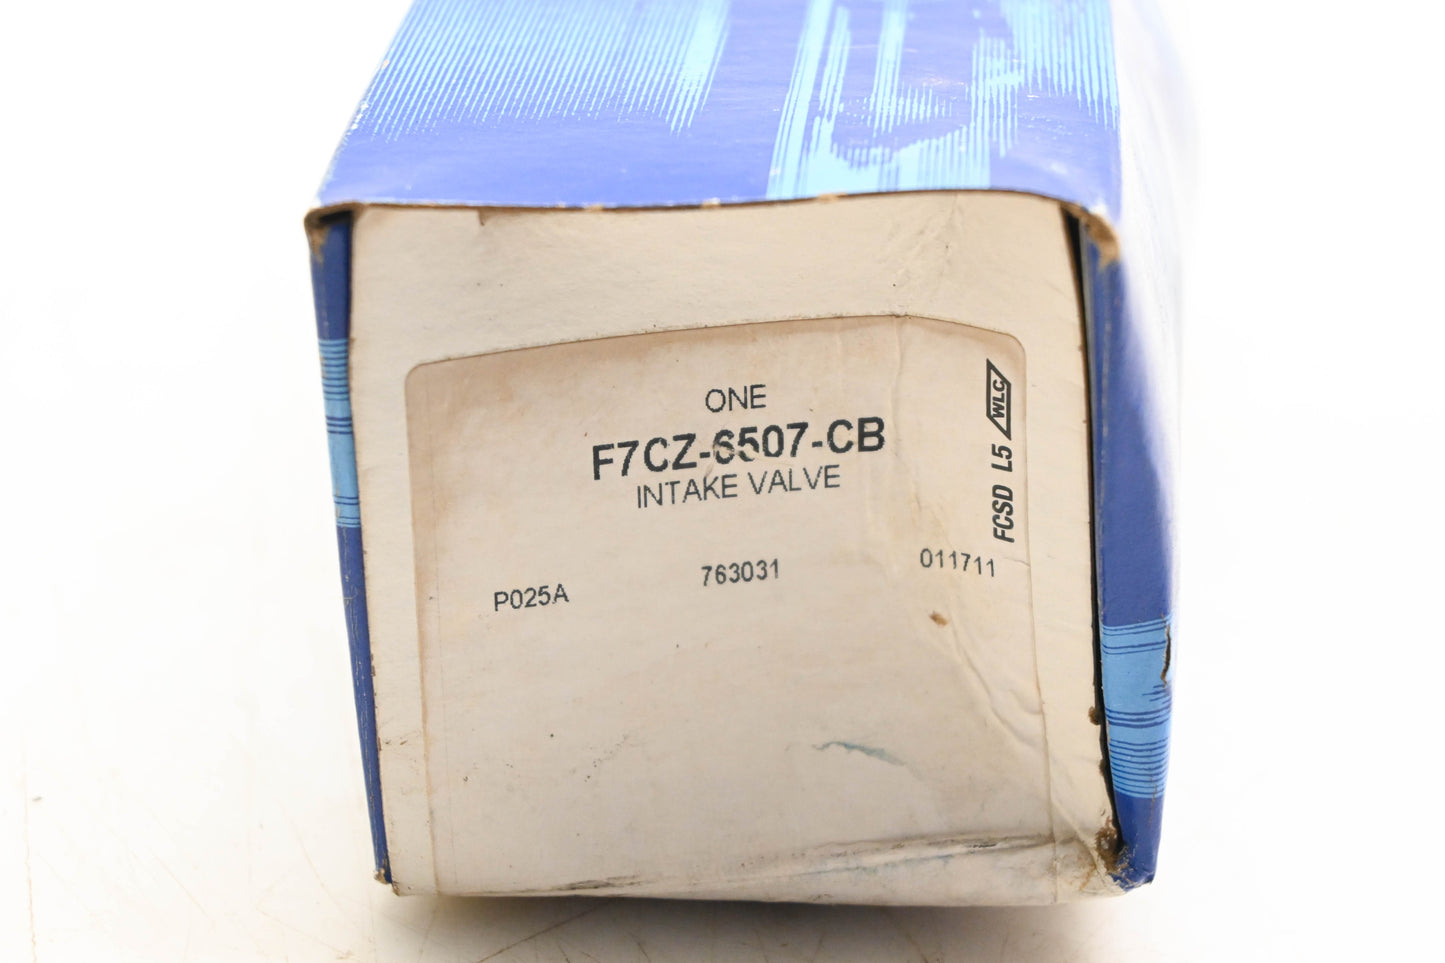 ONE
F7CZ-6507-CB
INTAKE VALVE
P025A 763031 011711
FCSD L5 WLC